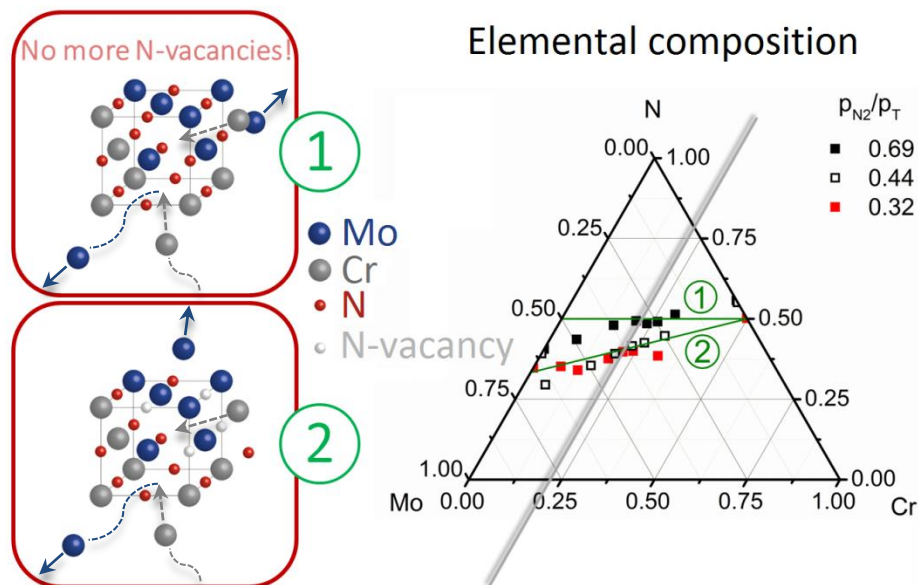 No more N-vacancies!
1
Mo
Cr
N
N-vacancy
2
Elemental composition
pN2/pT
0.69
0.44
0.32
N
0.00
1.00
0.25
0.75
0.50
0.50
1
2
0.75
0.25
1.00
0.00
Mo
0.00
0.25
0.50
0.75
1.00
Cr